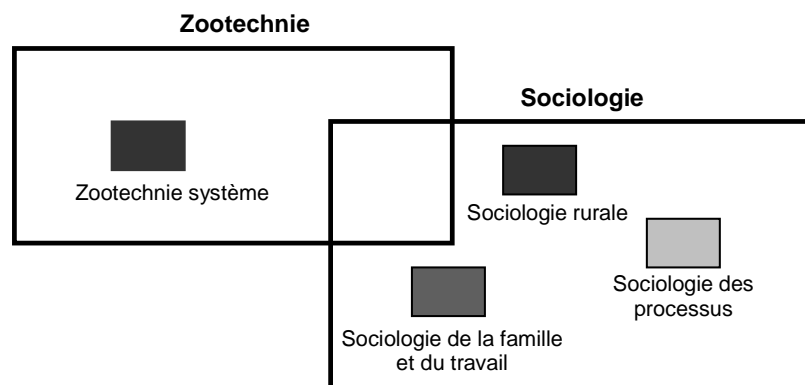 Zootechnie
Sociologie
Zootechnie système
Sociologie rurale
Sociologie des
processus
Sociologie de la famille
et du travail